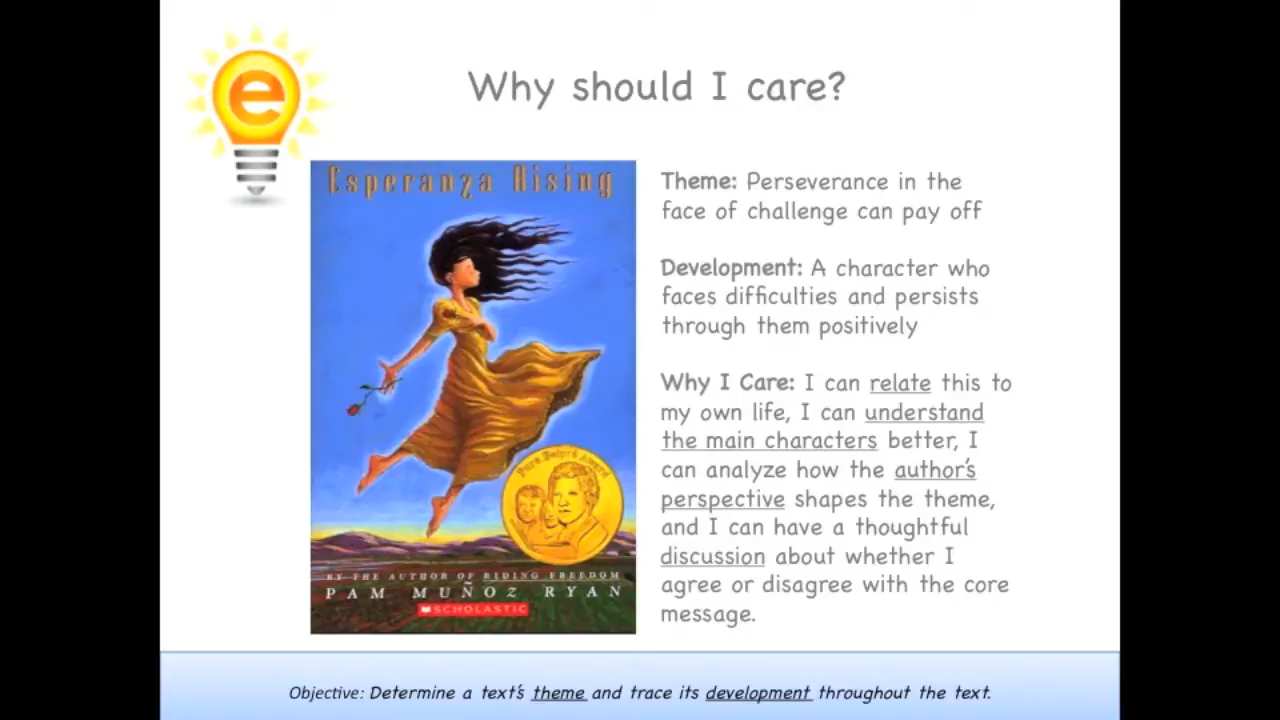 e
Why should I care?
Esperanza Rising
Pura Belpré Award
BY THE AUTHOR OF RIDING FREEDOM
PAM MUÑOZ RYAN
SCHOLASTIC
Theme: Perseverance in the
face of challenge can pay off
Development: A character who
faces difficulties and persists
through them positively
Why I Care: I can relate this to
my own life, I can understand
the main characters better, I
can analyze how the author's
perspective shapes the theme,
and I can have a thoughtful
discussion about whether I
agree or disagree with the core
message.
Objective: Determine a text's theme and trace its development throughout the text.